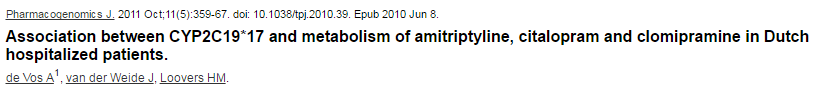 Pharmacogenomics J. 2011 Oct;11(5):359-67. doi: 10.1038/tpj.2010.39. Epub 2010 Jun 8.
Association between CYP2C19*17 and metabolism of amitriptyline, citalopram and clomipramine in Dutch
hospitalized patients.
de Vos A1, van der Weide J, Loovers HM.